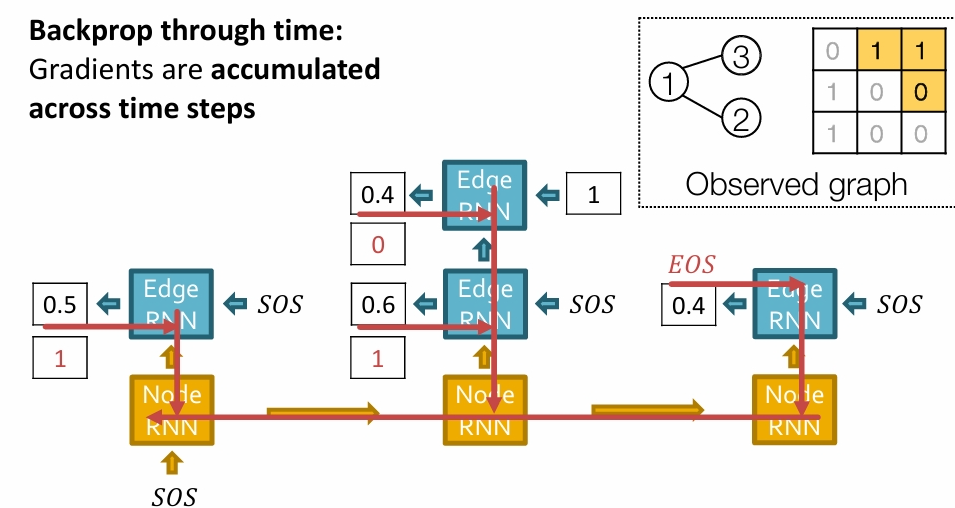 Backprop through time:
Gradients are accumulated
across time steps
1
3
2
0 1 1
1 0 0
1 0 0
Observed graph
0.4
Edge
RNN
1
0
0.5
Edge
RNN
SOS
1
0.6
Edge
RNN
SOS
1
EOS
0.4
Edge
RNN
SOS
Node
RNN
Node
RNN
Node
RNN
SOS